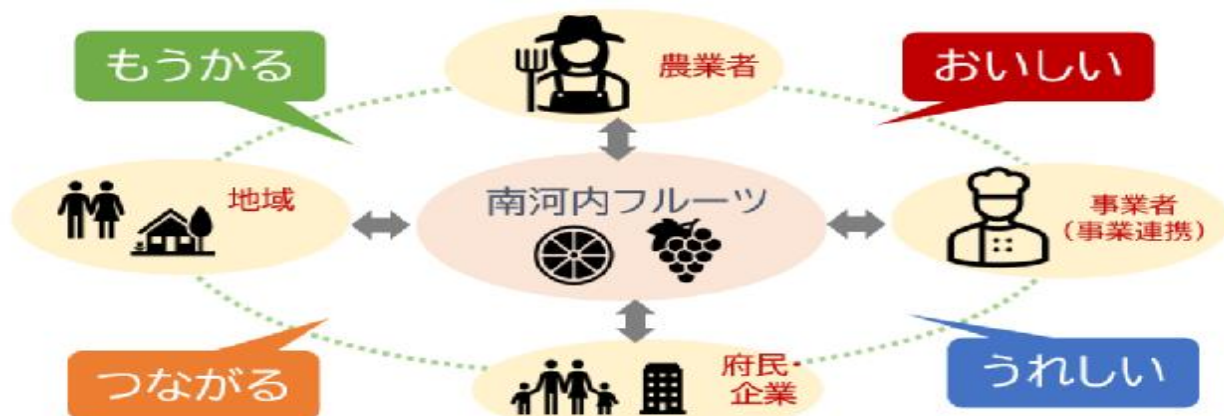 もうかる
農業者
おいしい
地域
南河内フルーツ
事業者
（事業連携）
つながる
府民・
企業
うれしい